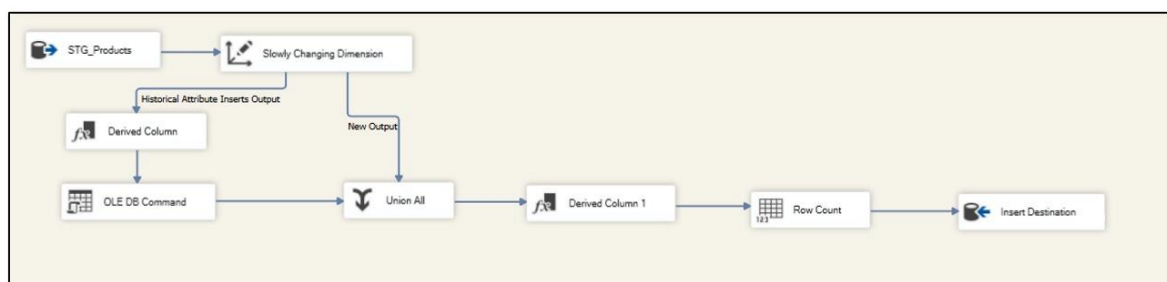 STG_Products
Slowly Changing Dimension
Historical Attribute Inserts Output
New Output
Derived Column
OLE DB Command
Union All
Derived Column 1
123
Row Count
Insert Destination